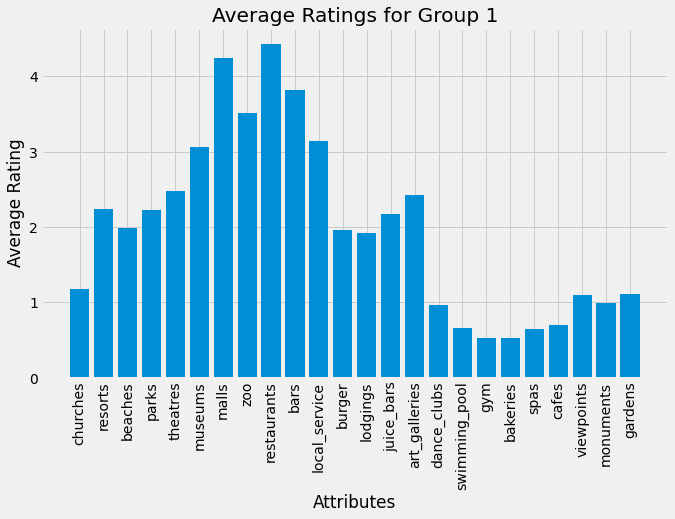 Average Ratings for Group 1
Average Rating
4
3
2
1
0
churches
resorts
beaches
parks
theatres
museums
malls
zoo
restaurants
bars
local_service
burger
lodgings
juice_bars
art_galleries
dance_clubs
swimming_pool
gym
bakeries
spas
cafes
viewpoints
monuments
gardens
Attributes